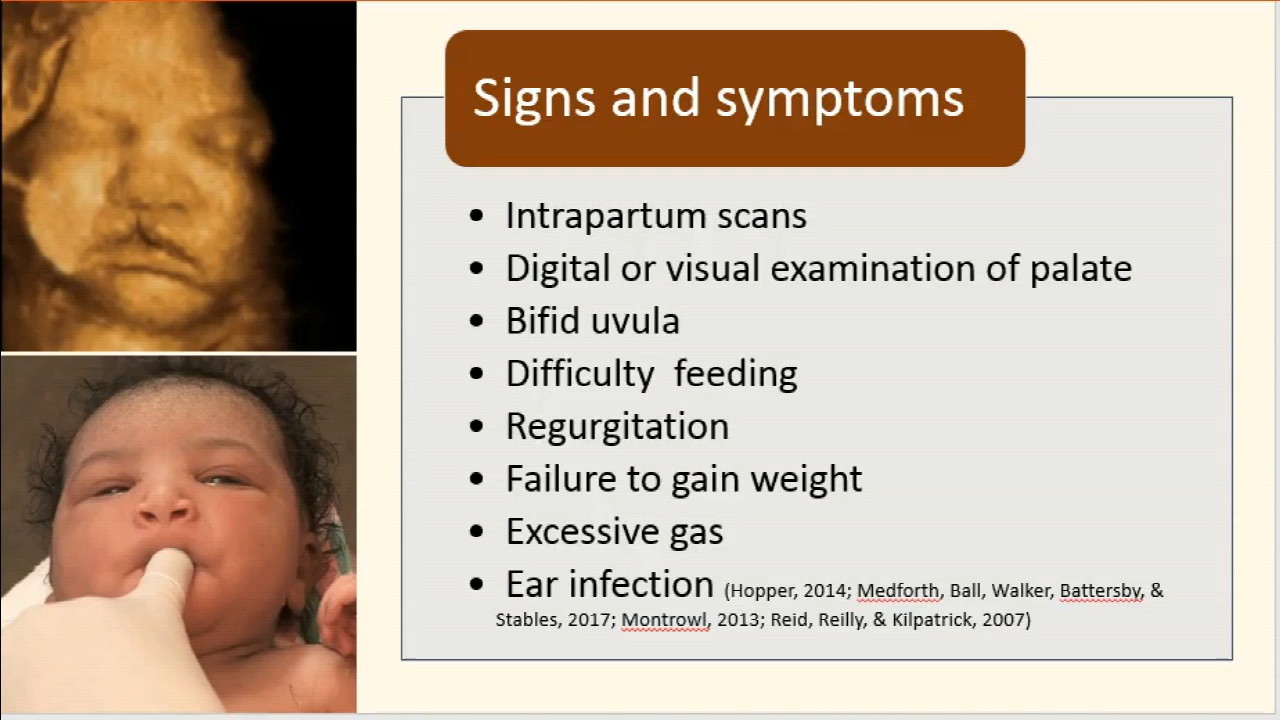 Signs and symptoms
• Intrapartum scans
• Digital or visual examination of palate
• Bifid uvula
• Difficulty  feeding
• Regurgitation
• Failure to gain weight
• Excessive gas
• Ear infection (Hopper, 2014; Medforth, Ball, Walker, Battersby, &
Stables, 2017; Montrowl, 2013; Reid, Reilly, & Kilpatrick, 2007)